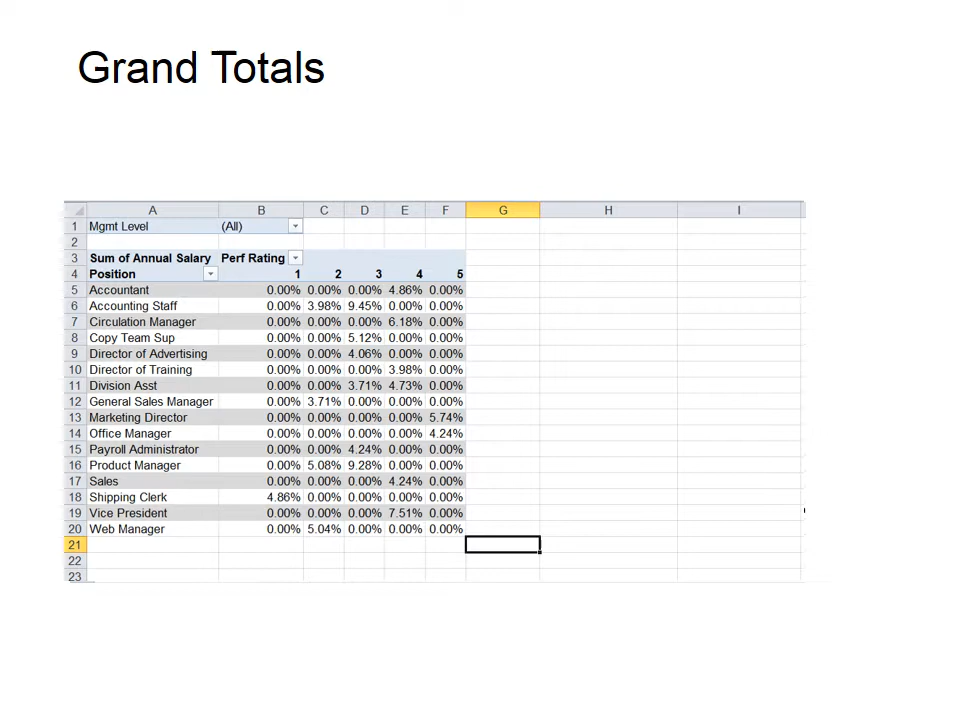 Grand Totals
A B C D E F G H I
1 Mgmt Level (All)
2
3 Sum of Annual Salary Perf Rating
4 Position 1 2 3 4 5
5 Accountant 0.00% 0.00% 0.00% 4.86% 0.00%
6 Accounting Staff 0.00% 3.98% 9.45% 0.00% 0.00%
7 Circulation Manager 0.00% 0.00% 0.00% 6.18% 0.00%
8 Copy Team Sup 0.00% 0.00% 5.12% 0.00% 0.00%
9 Director of Advertising 0.00% 0.00% 4.06% 0.00% 0.00%
10 Director of Training 0.00% 0.00% 0.00% 3.98% 0.00%
11 Division Asst 0.00% 0.00% 3.71% 4.73% 0.00%
12 General Sales Manager 0.00% 3.71% 0.00% 0.00% 0.00%
13 Marketing Director 0.00% 0.00% 0.00% 0.00% 5.74%
14 Office Manager 0.00% 0.00% 0.00% 0.00% 4.24%
15 Payroll Administrator 0.00% 0.00% 4.24% 0.00% 0.00%
16 Product Manager 0.00% 5.08% 9.28% 0.00% 0.00%
17 Sales 0.00% 0.00% 0.00% 4.24% 0.00%
18 Shipping Clerk 4.86% 0.00% 0.00% 0.00% 0.00%
19 Vice President 0.00% 0.00% 0.00% 7.51% 0.00%
20 Web Manager 0.00% 5.04% 0.00% 0.00% 0.00%
21
22
23